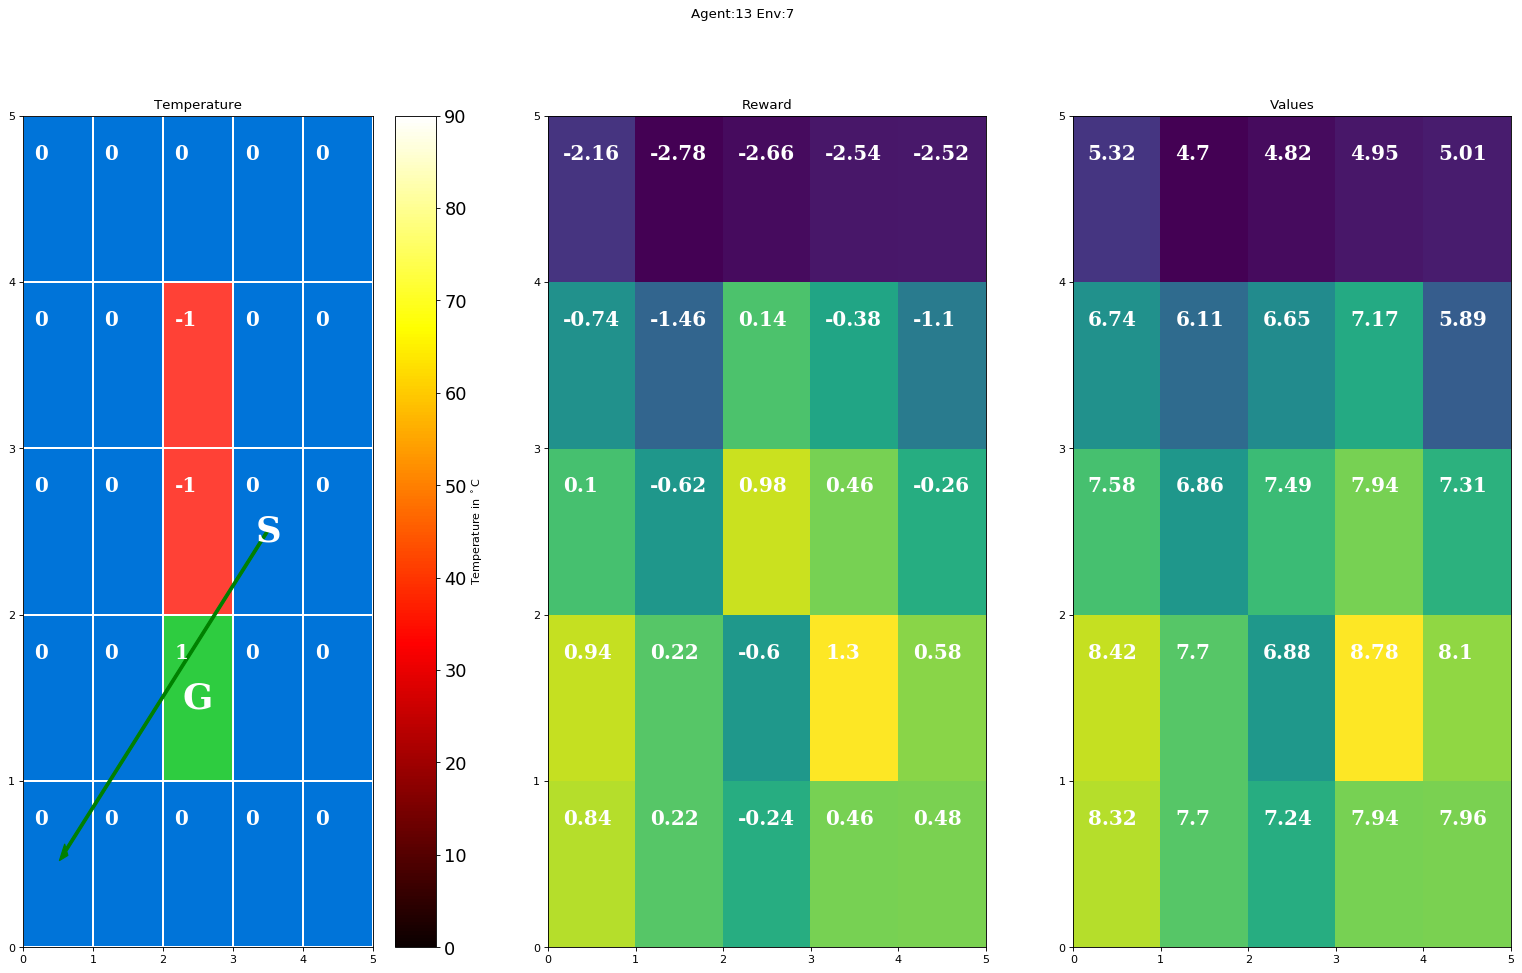 Agent:13 Env:7
Temperature
5
4
3
2
1
0
0 1 2 3 4 5
0 0 0 0 0
0 0 -1 0 0
0 0 -1 0 0
S
0 0 1 0 0
G
0 0 0 0 0
90
80
70
60
50
40
30
20
10
0
Temperature in °C
Reward
5
4
3
2
1
0
0 1 2 3 4 5
-2.16 -2.78 -2.66 -2.54 -2.52
-0.74 -1.46 0.14 -0.38 -1.1
0.1 -0.62 0.98 0.46 -0.26
0.94 0.22 -0.6 1.3 0.58
0.84 0.22 -0.24 0.46 0.48
Values
5
4
3
2
1
0
0 1 2 3 4 5
5.32 4.7 4.82 4.95 5.01
6.74 6.11 6.65 7.17 5.89
7.58 6.86 7.49 7.94 7.31
8.42 7.7 6.88 8.78 8.1
8.32 7.7 7.24 7.94 7.96